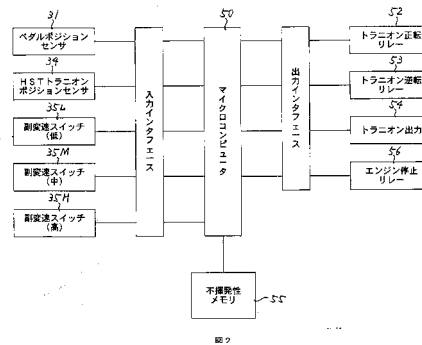 31
ペダルポジション
センサ
34
HSTトラニオン
ポジションセンサ
35L
副変速スイッチ
(低)
35M
副変速スイッチ
(中)
35H
副変速スイッチ
(高)
入力インタフェース
50
マイクロコンピュータ
出力インタフェース
52
トラニオン正転
リレー
53
トラニオン逆転
リレー
54
トラニオン出力
56
エンジン停止
リレー
不揮発性
メモリ
55
図2